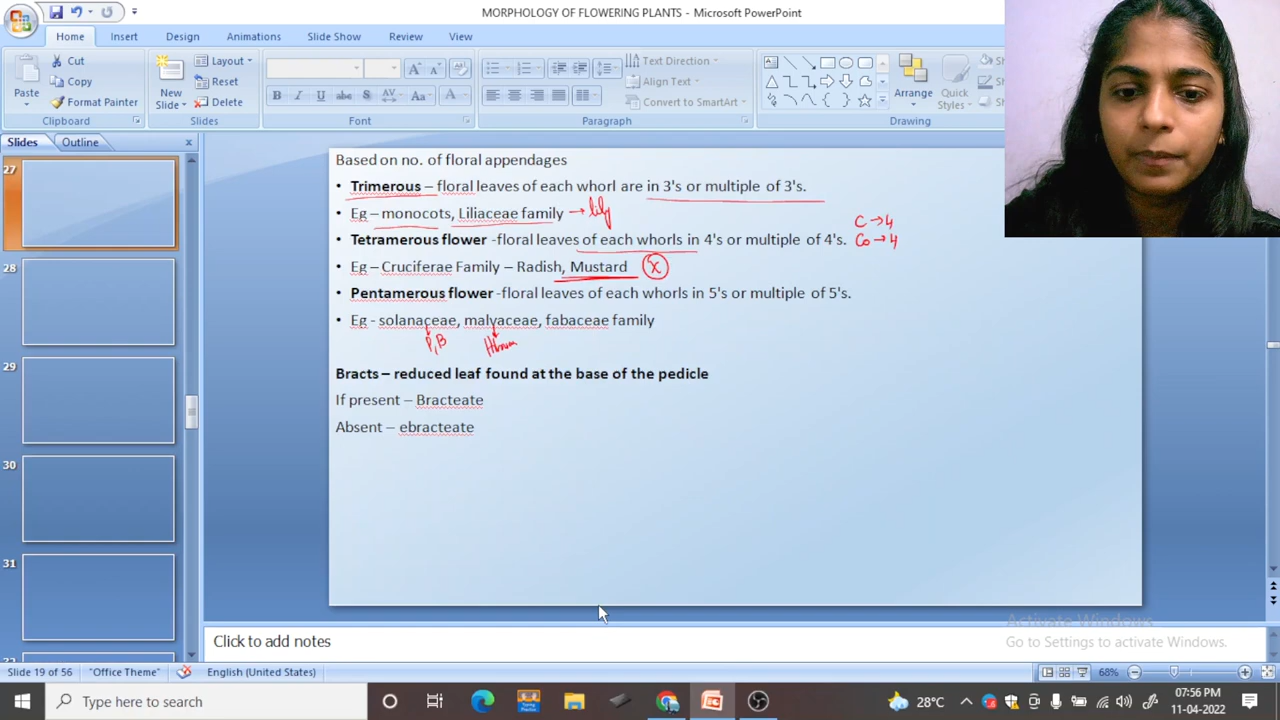 MORPHOLOGY OF FLOWERING PLANTS - Microsoft PowerPoint
Home Insert Design Animations Slide Show Review View
Paste
Cut
Copy
Format Painter
Clipboard
New Slide
Layout
Reset
Delete
Slides
B I U abc S AV Aa A
Font
Text Direction
Align Text
Convert to SmartArt
Paragraph
Arrange
Quick Styles
Drawing
Slides Outline
27
28
29
30
31
Based on no. of floral appendages
• Trimerous – floral leaves of each whorl are in 3's or multiple of 3's.
• Eg – monocots, Liliaceae family → lily
C → 4
• Tetramerous flower -floral leaves of each whorls in 4's or multiple of 4's. Co → 4
• Eg – Cruciferae Family – Radish, Mustard X
• Pentamerous flower -floral leaves of each whorls in 5's or multiple of 5's.
• Eg - solanaceae, malvaceae, fabaceae family
P, B
Bracts – reduced leaf found at the base of the pedicle
If present – Bracteate
Absent – ebracteate
Activate Windows
Go to Settings to activate Windows.
Click to add notes
Slide 19 of 56 "Office Theme" English (United States) 68%
Type here to search
28°C
07:56 PM
11-04-2022